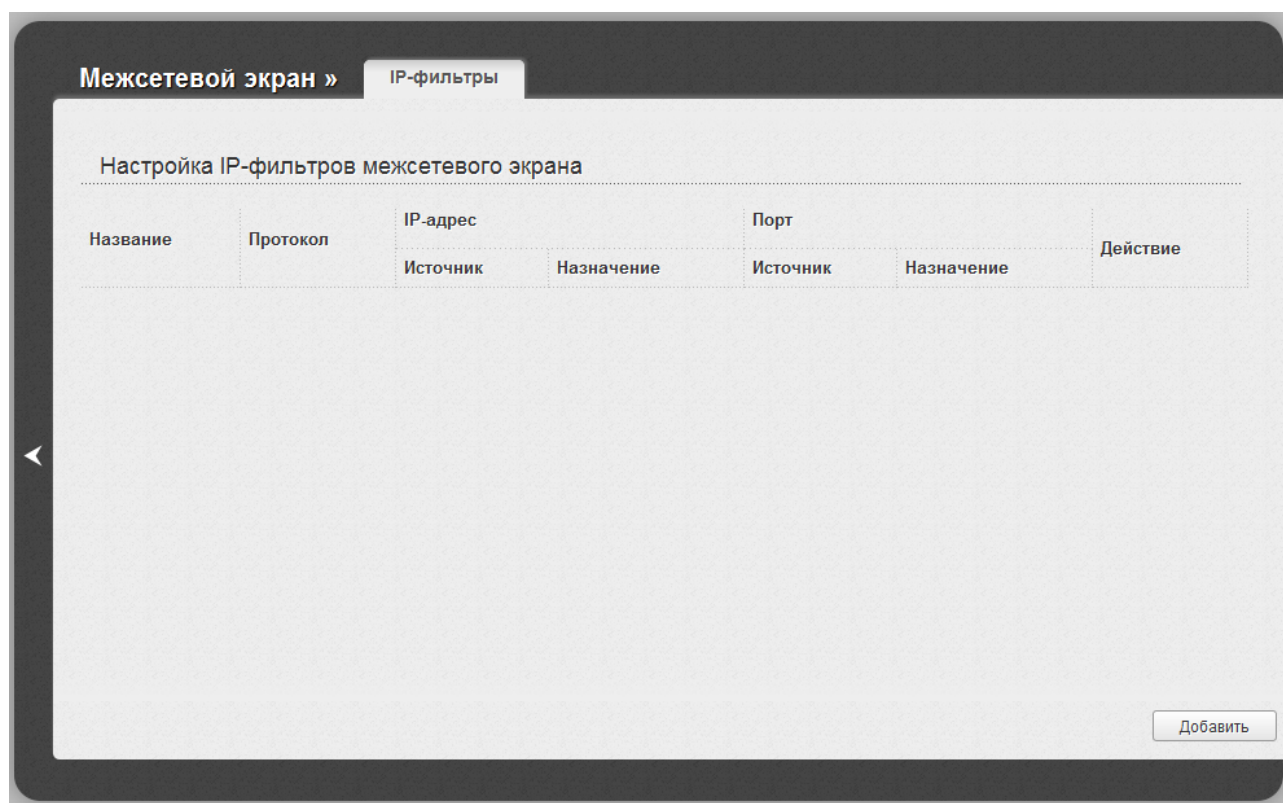 Межсетевой экран »
IP-фильтры
Настройка IP-фильтров межсетевого экрана
Название
Протокол
IP-адрес
Порт
Действие
Источник
Назначение
Источник
Назначение
Добавить